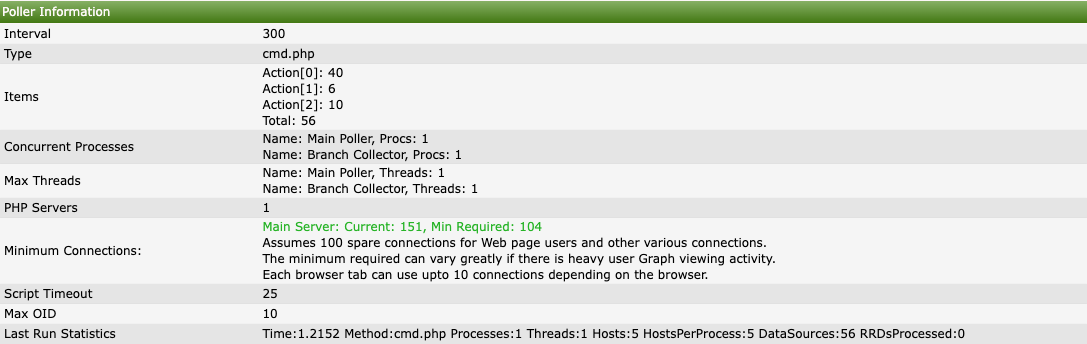 Poller Information
Interval 300
Type cmd.php
Items
Action[0]: 40
Action[1]: 6
Action[2]: 10
Total: 56
Concurrent Processes
Name: Main Poller, Procs: 1
Name: Branch Collector, Procs: 1
Max Threads
Name: Main Poller, Threads: 1
Name: Branch Collector, Threads: 1
PHP Servers 1
Minimum Connections:
Main Server: Current: 151, Min Required: 104
Assumes 100 spare connections for Web page users and other various connections.
The minimum required can vary greatly if there is heavy user Graph viewing activity.
Each browser tab can use upto 10 connections depending on the browser.
Script Timeout 25
Max OID 10
Last Run Statistics Time:1.2152 Method:cmd.php Processes:1 Threads:1 Hosts:5 HostsPerProcess:5 DataSources:56 RRDsProcessed:0